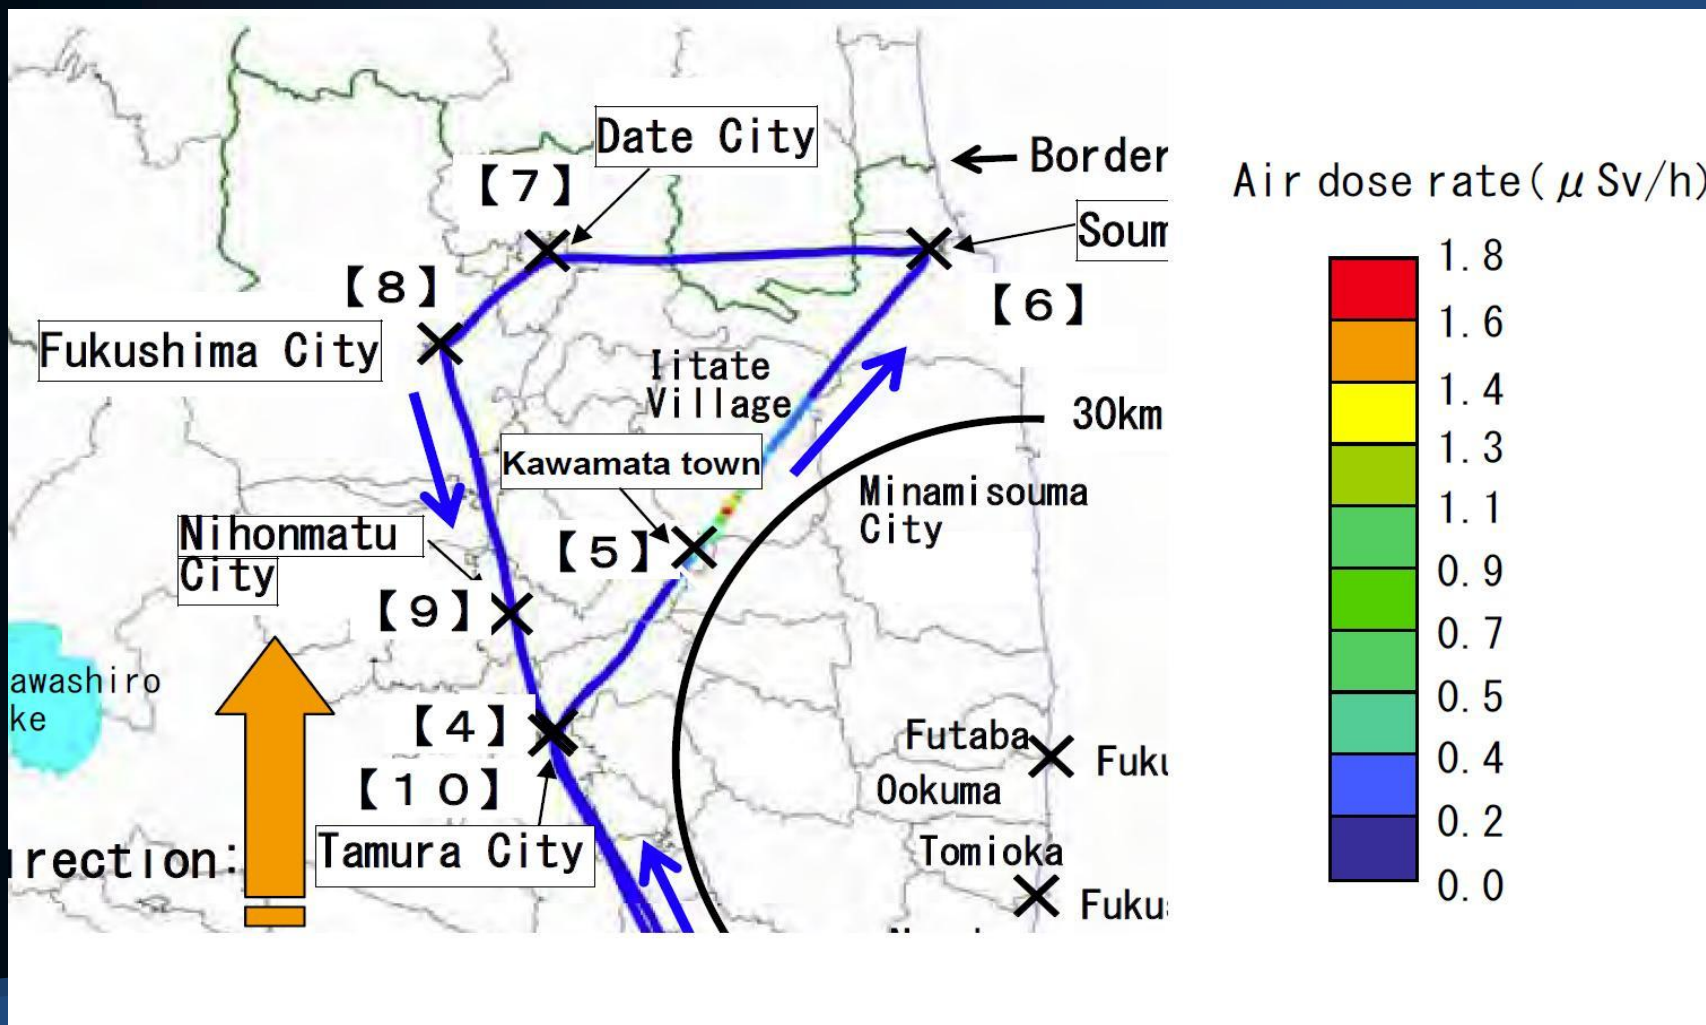 Date City
【7】
Border
Air dose rate(μSv/h)
Soum
【8】
【6】
Fukushima City
Iitate
Village
30km
Kawamata town
Minamisouma
City
Nihonmatu
City
【5】
【9】
awashiro
ke
【4】
Futaba
Fuku
【10】
Ookuma
irection:
Tamura City
Tomioka
Fuku
1.8
1.6
1.4
1.3
1.1
0.9
0.7
0.5
0.4
0.2
0.0